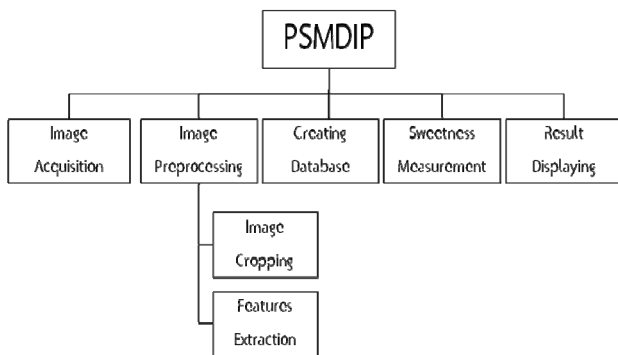 PSMDIP
Image
Acquisition
Image
Preprocessing
Creating
Database
Sweetness
Measurement
Result
Displaying
Image
Cropping
Features
Extraction